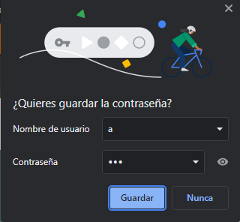 ¿Quieres guardar la contraseña?
Nombre de usuario a
Contraseña •••
Guardar Nunca